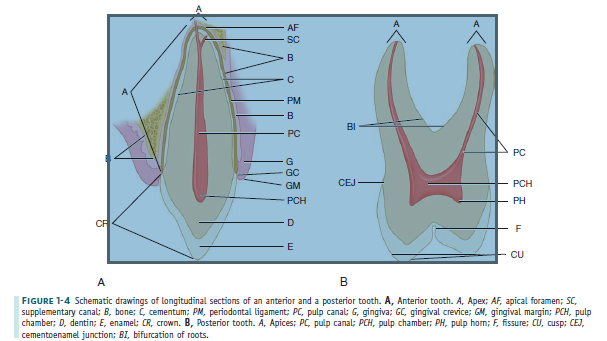 A
AF
SC
B
C
A
PM
B
PC
B
G
GC
GM
PCH
CR
D
E
A
A
A
BI
PC
CEJ
PCH
PH
F
CU
B
FIGURE 1-4 Schematic drawings of longitudinal sections of an anterior and a posterior tooth. A, Anterior tooth. A, Apex; AF, apical foramen; SC,
supplementary canal; B, bone; C, cementum; PM, periodontal ligament; PC, pulp canal; G, gingiva; GC, gingival crevice; GM, gingival margin; PCH, pulp
chamber; D, dentin; E, enamel; CR, crown. B, Posterior tooth. A, Apices; PC, pulp canal; PCH, pulp chamber; PH, pulp horn; F, fissure; CU, cusp; CEJ,
cementoenamel junction; BI, bifurcation of roots.